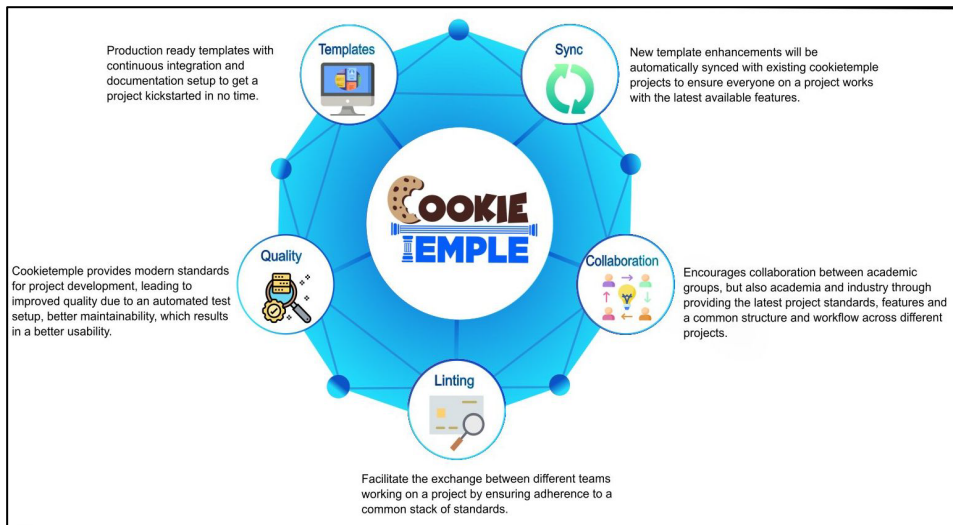 Templates
Production ready templates with
continuous integration and
documentation setup to get a
project kickstarted in no time.
Sync
New template enhancements will be
automatically synced with existing cookietemple
projects to ensure everyone on a project works
with the latest available features.
COOKIE
TEMPLE
Quality
Cookietemple provides modern standards
for project development, leading to
improved quality due to an automated test
setup, better maintainability, which results
in a better usability.
Collaboration
Encourages collaboration between academic
groups, but also academia and industry through
providing the latest project standards, features and
a common structure and workflow across different
projects.
Linting
Facilitate the exchange between different teams
working on a project by ensuring adherence to a
common stack of standards.